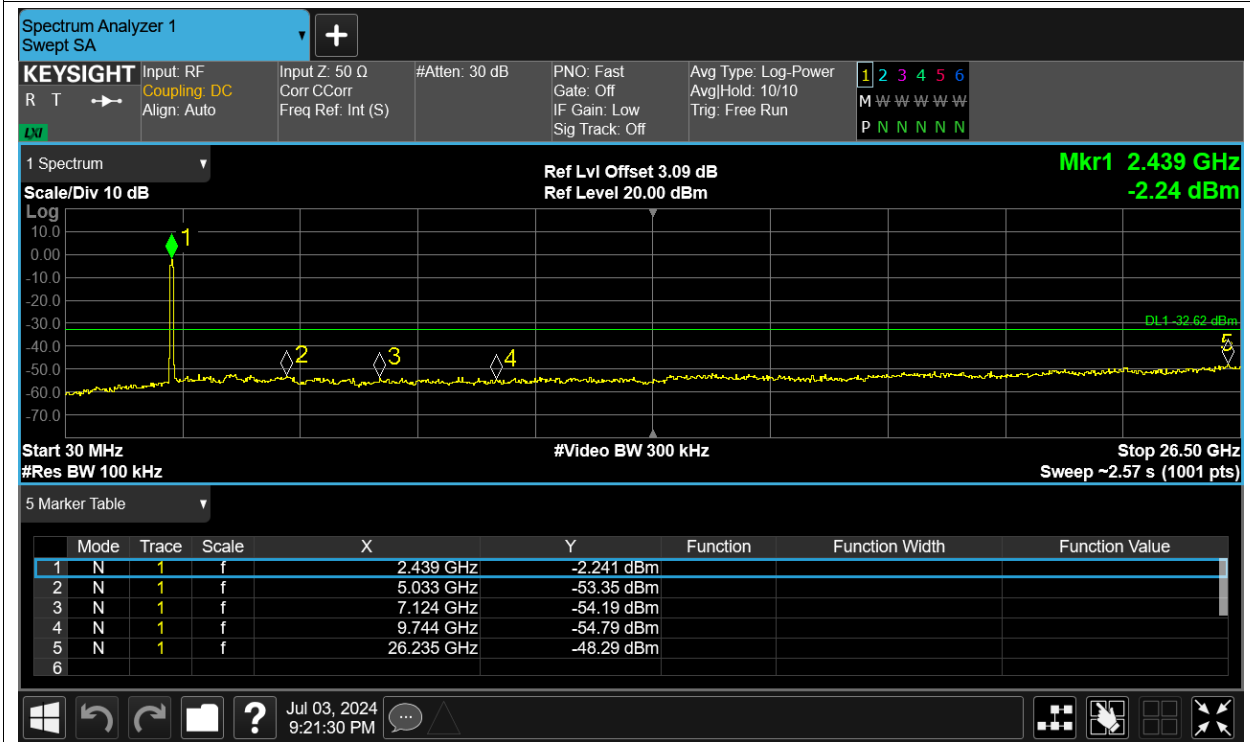 Spectrum Analyzer 1
Swept SA
+
KEYSIGHT Input: RF Input Z: 50 Ω #Atten: 30 dB PNO: Fast Avg Type: Log-Power 1 2 3 4 5 6
R T Coupling: DC Corr CCorr Gate: Off Avg|Hold: 10/10 M W W W W W
Align: Auto Freq Ref: Int (S) IF Gain: Low Trig: Free Run
LXI Sig Track: Off P N N N N N
1 Spectrum Ref Lvl Offset 3.09 dB Mkr1 2.439 GHz
Scale/Div 10 dB Ref Level 20.00 dBm -2.24 dBm
Log
10.0
1
0.00
-10.0
-20.0
-30.0 DL1 -32.62 dBm
-40.0
2 3 4 5
-50.0
-60.0
-70.0
Start 30 MHz #Video BW 300 kHz Stop 26.50 GHz
#Res BW 100 kHz Sweep ~2.57 s (1001 pts)
5 Marker Table
Mode Trace Scale X Y Function Function Width Function Value
1 N 1 f 2.439 GHz -2.241 dBm
2 N 1 f 5.033 GHz -53.35 dBm
3 N 1 f 7.124 GHz -54.19 dBm
4 N 1 f 9.744 GHz -54.79 dBm
5 N 1 f 26.235 GHz -48.29 dBm
6
? Jul 03, 2024
9:21:30 PM